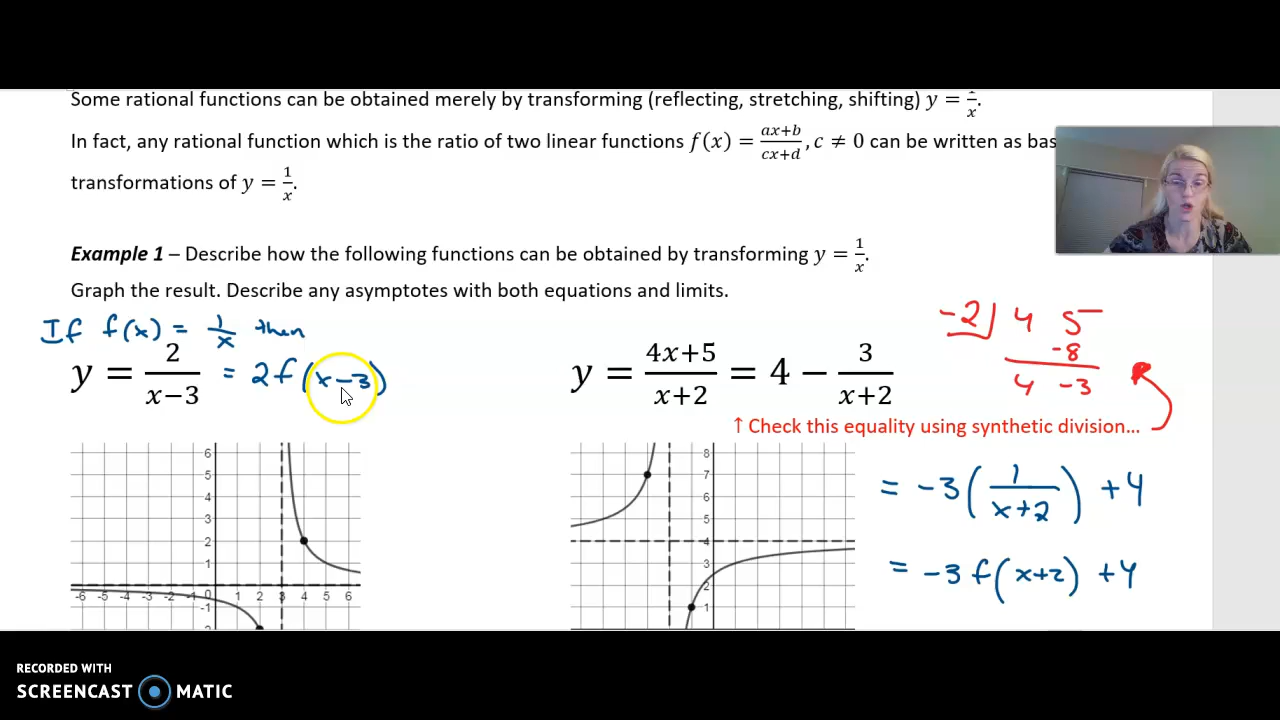 Some rational functions can be obtained merely by transforming (reflecting, stretching, shifting) y = 1/x.
In fact, any rational function which is the ratio of two linear functions f(x) = ax+b/cx+d, c ≠ 0 can be written as bas
transformations of y = 1/x.
Example 1 – Describe how the following functions can be obtained by transforming y = 1/x.
Graph the result. Describe any asymptotes with both equations and limits.
If f(x) = 1/x then
y = 2/x−3 = 2f(x−3)
-2 4 5
-8
4 -3
y = 4x+5/x+2 = 4 − 3/x+2
↑ Check this equality using synthetic division...
6
5
4
3
2
1
-6 -5 -4 -3 -2 -1 0 1 2 3 4 5 6
-1
8
7
6
5
4
3
2
1
= -3(1/x+2) +4
= -3f(x+2) +4
RECORDED WITH
SCREENCAST MATIC